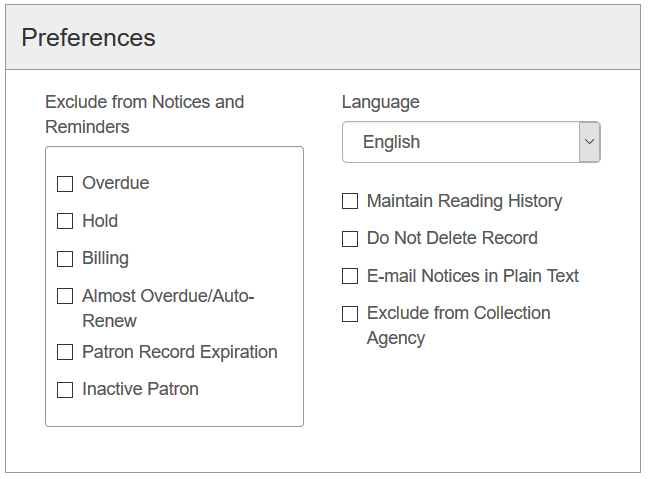 Preferences
Exclude from Notices and
Reminders
Overdue
Hold
Billing
Almost Overdue/Auto-
Renew
Patron Record Expiration
Inactive Patron
Language
English
Maintain Reading History
Do Not Delete Record
E-mail Notices in Plain Text
Exclude from Collection
Agency